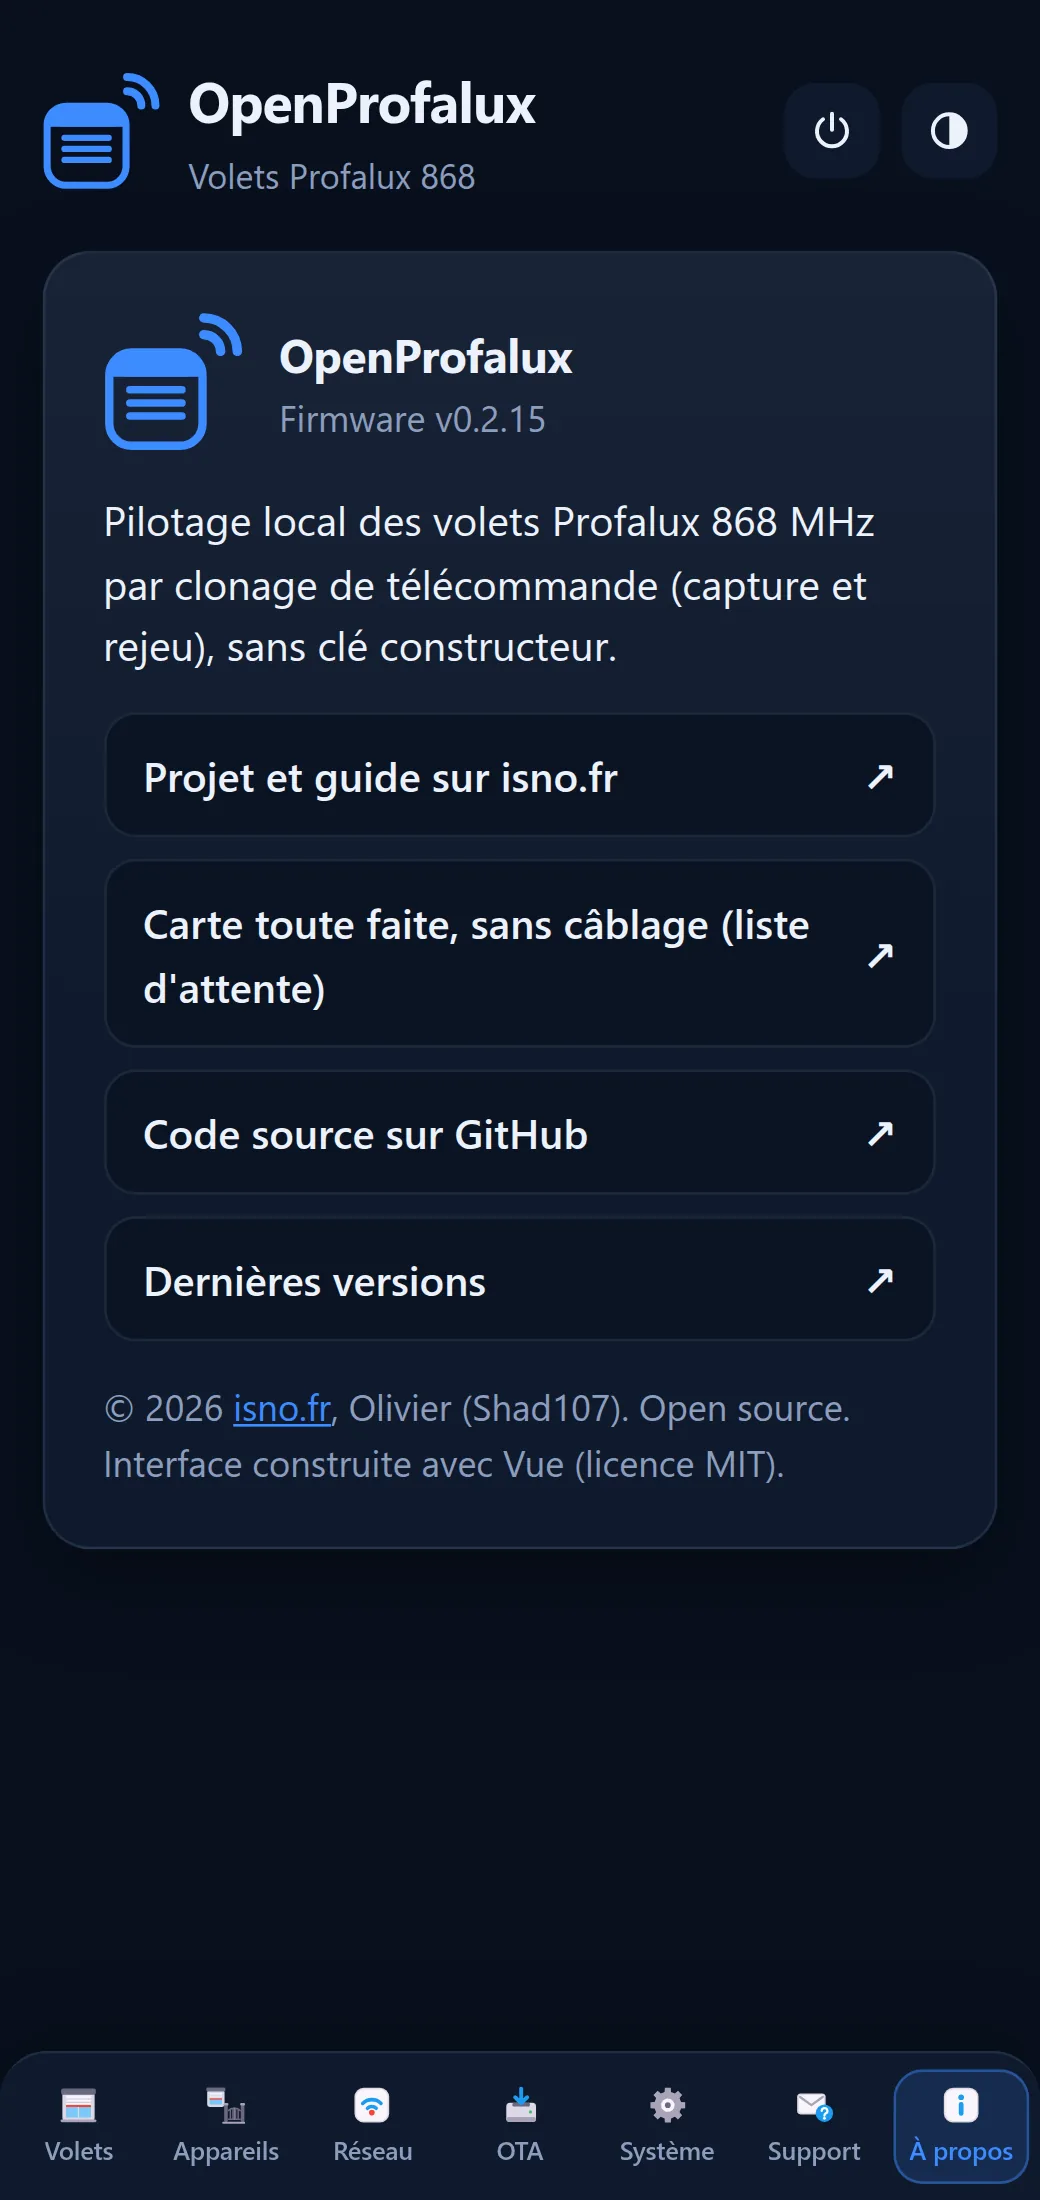 OpenProfalux
Volets Profalux 868
OpenProfalux
Firmware v0.2.15
Pilotage local des volets Profalux 868 MHz
par clonage de télécommande (capture et
rejeu), sans clé constructeur.
Projet et guide sur isno.fr ↗
Carte toute faite, sans câblage (liste
d'attente) ↗
Code source sur GitHub ↗
Dernières versions ↗
© 2026 isno.fr, Olivier (Shad107). Open source.
Interface construite avec Vue (licence MIT).
Volets Appareils Réseau OTA Système Support À propos